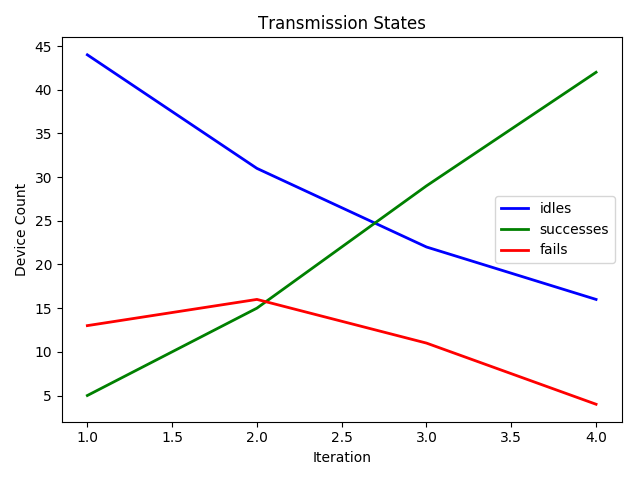 Transmission States
45
40
35
30
25
20
15
10
5
Device Count
idles
successes
fails
1.0 1.5 2.0 2.5 3.0 3.5 4.0
Iteration